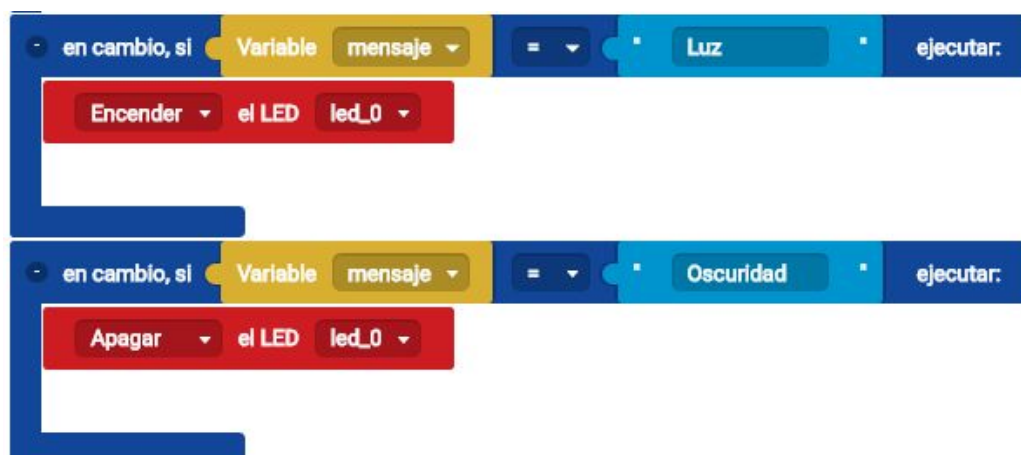 - en cambio, si Variable mensaje = " Luz " ejecutar:
Encender el LED led_0
- en cambio, si Variable mensaje = " Oscuridad " ejecutar:
Apagar el LED led_0